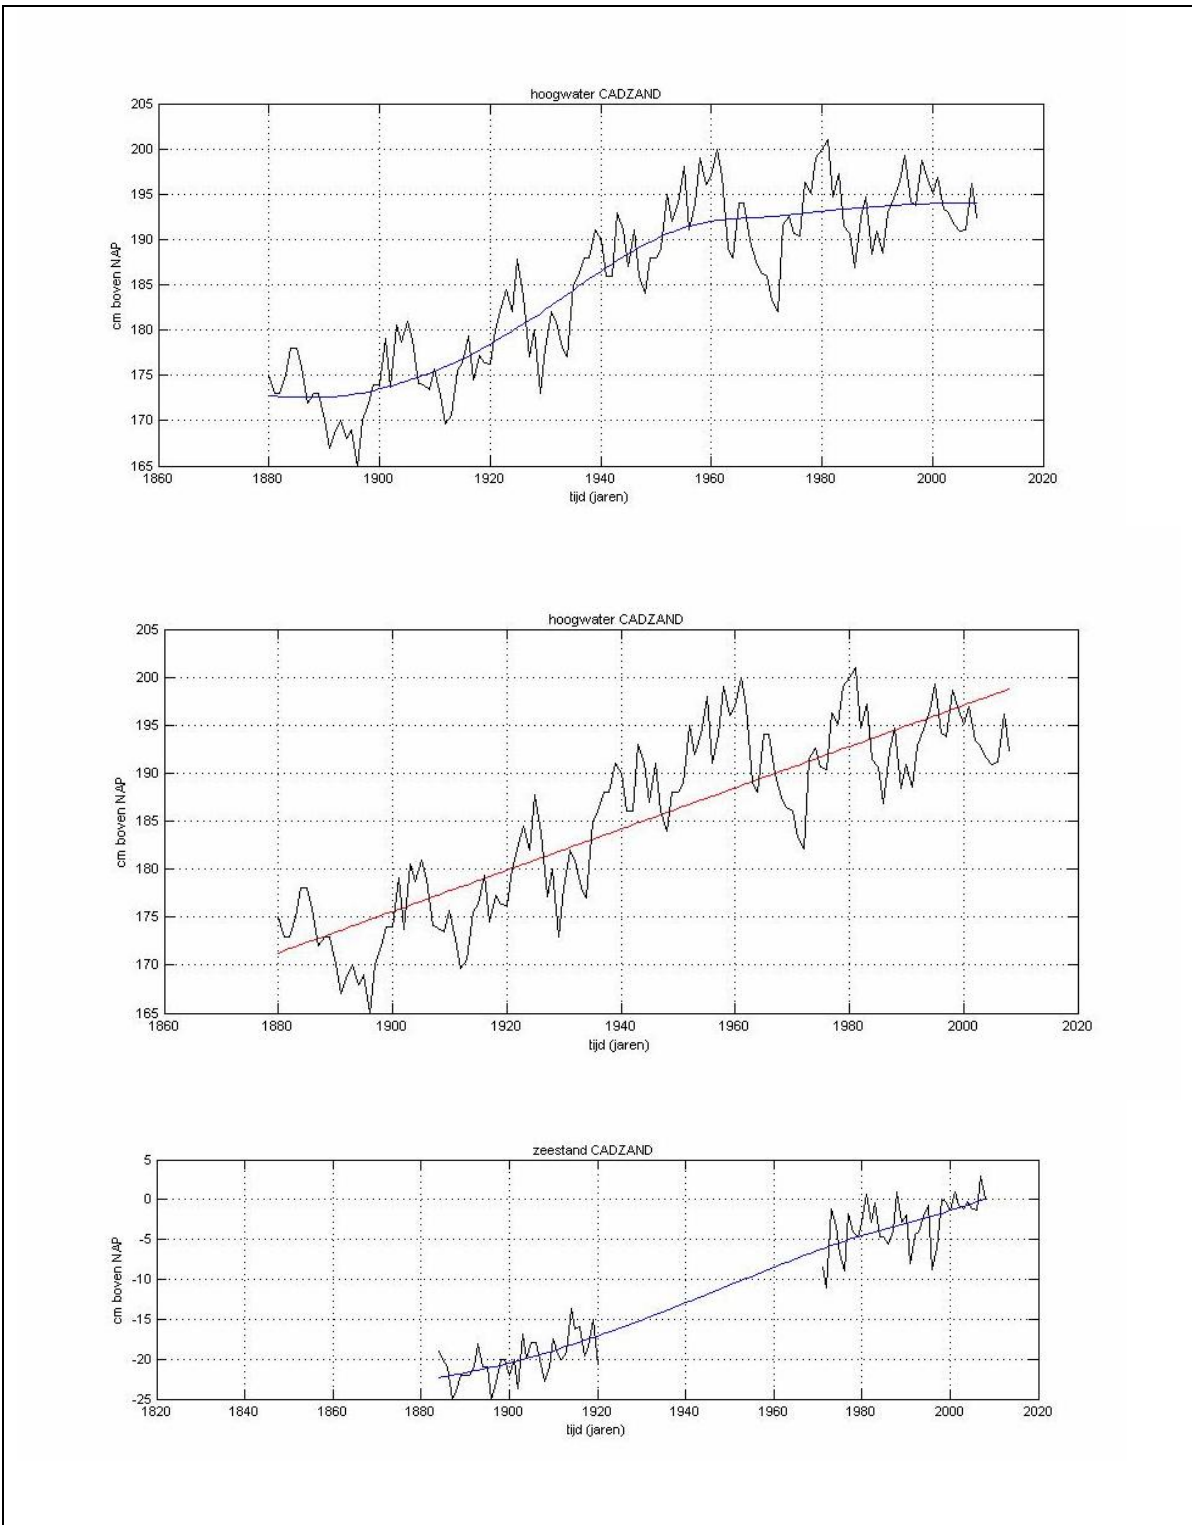 hoogwater CADZAND
cm boven NAP
205
200
195
190
185
180
175
170
165
1860 1880 1900 1920 1940 1960 1980 2000 2020
tijd (jaren)
hoogwater CADZAND
cm boven NAP
205
200
195
190
185
180
175
170
165
1860 1880 1900 1920 1940 1960 1980 2000 2020
tijd (jaren)
zeestand CADZAND
cm boven NAP
5
0
-5
-10
-15
-20
-25
1820 1840 1860 1880 1900 1920 1940 1960 1980 2000 2020
tijd (jaren)